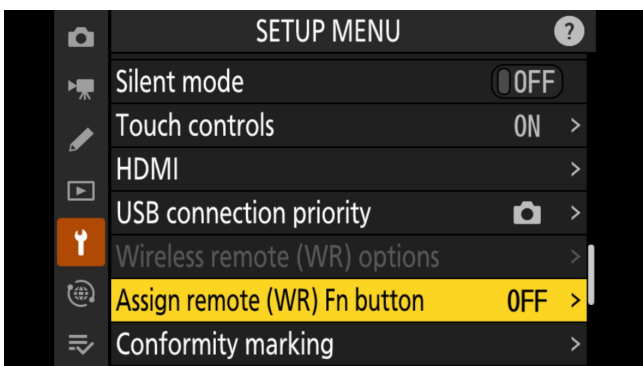 SETUP MENU ?
Silent mode OFF
Touch controls ON >
HDMI >
USB connection priority >
Wireless remote (WR) options >
Assign remote (WR) Fn button OFF >
Conformity marking >